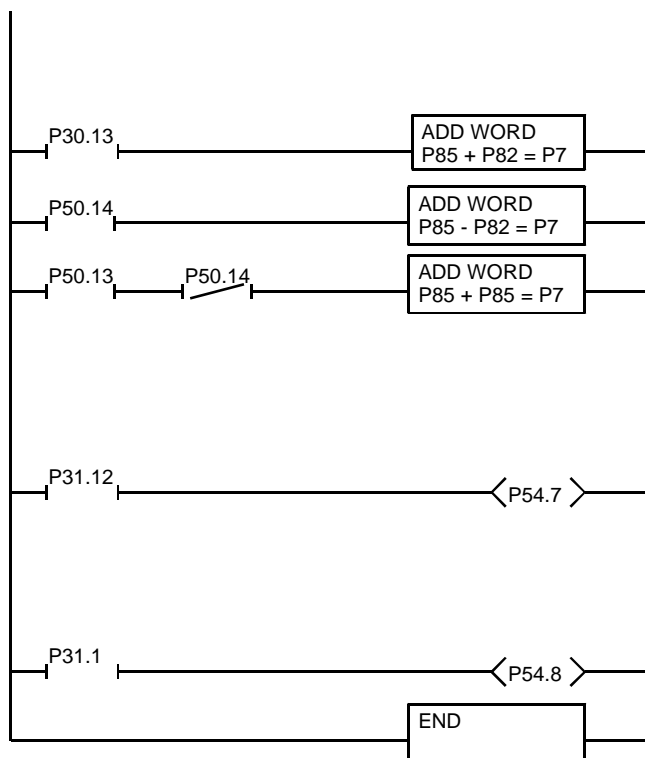 P30.13
ADD WORD
P85 + P82 = P7
P50.14
ADD WORD
P85 - P82 = P7
P50.13
P50.14
ADD WORD
P85 + P85 = P7
P31.12
P54.7
P31.1
P54.8
END